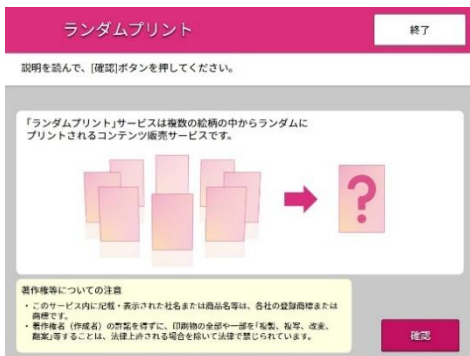 ランダムプリント
終了
説明を読んで、[確認]ボタンを押してください。
「ランダムプリント」サービスは複数の絵柄の中からランダムに
プリントされるコンテンツ販売サービスです。
?
著作権等についての注意
・このサービス内に記載・表示された社名または商品名等は、各社の登録商標または
商標です。
・著作権者（作成者）の許諾を得ずに、印刷物の全部や一部を「複製、複写、改変、
翻案」等することは、法律上許される場合を除いて法律で禁じられています。
確認